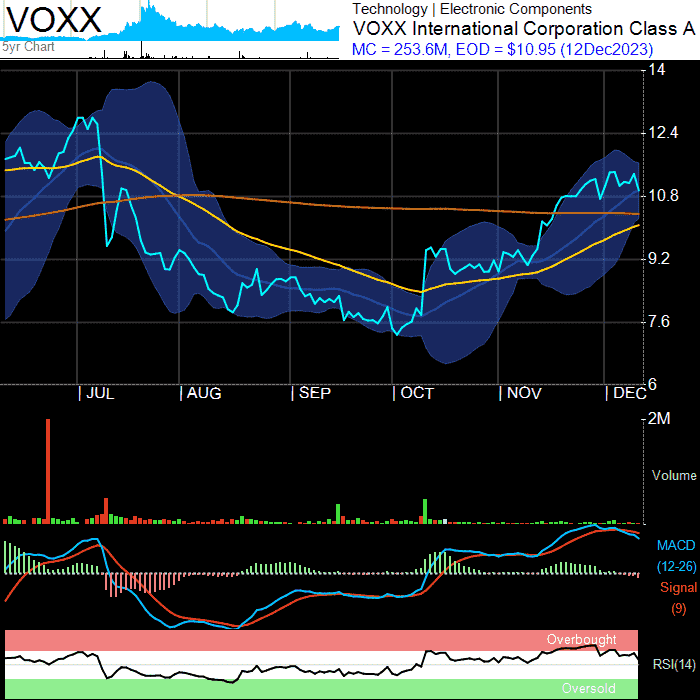 VOXX
5yr Chart
Technology | Electronic Components
VOXX International Corporation Class A
MC = 253.6M, EOD = $10.95 (12Dec2023)
14
12.4
10.8
9.2
7.6
6
JUL AUG SEP OCT NOV DEC
2M
Volume
MACD
(12-26)
Signal
(9)
Overbought
RSI(14)
Oversold